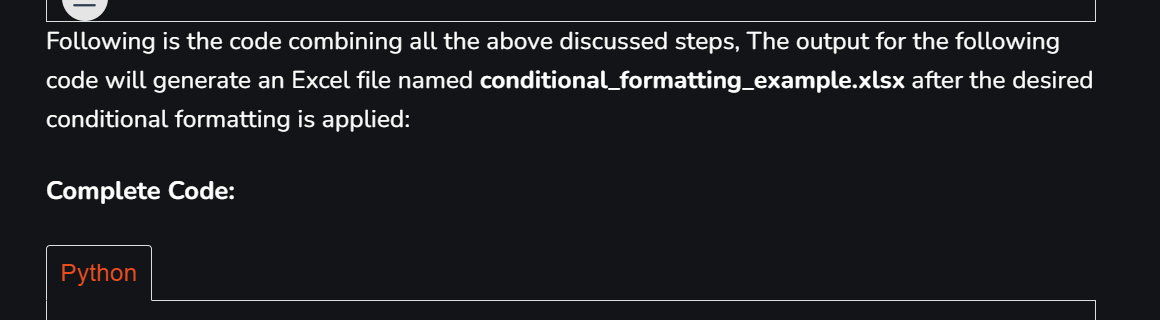 Following is the code combining all the above discussed steps, The output for the following
code will generate an Excel file named conditional_formatting_example.xlsx after the desired
conditional formatting is applied:
Complete Code:
Python